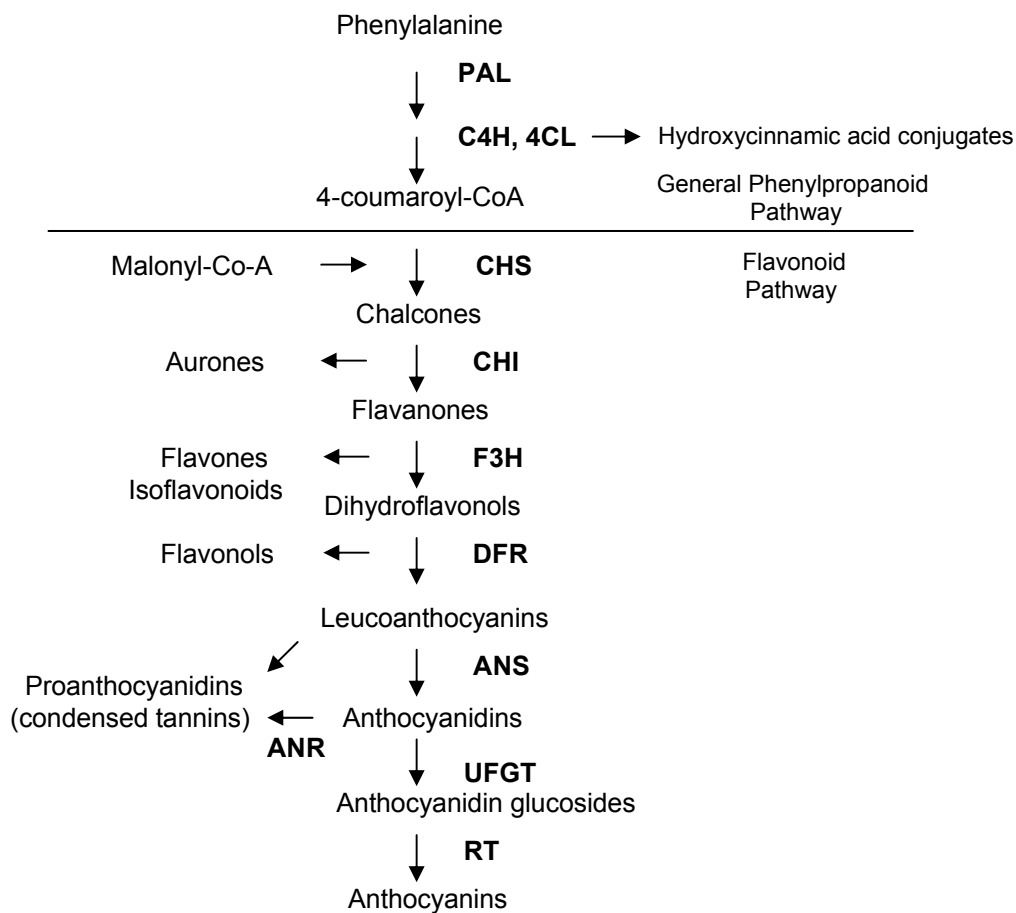 Phenylalanine
PAL
C4H, 4CL
Hydroxycinnamic acid conjugates
4-coumaroyl-CoA
General Phenylpropanoid
Pathway
Malonyl-Co-A
CHS
Flavonoid
Pathway
Chalcones
Aurones
CHI
Flavanones
Flavones
Isoflavonoids
F3H
Dihydroflavonols
Flavonols
DFR
Leucoanthocyanins
ANS
Proanthocyanidins
(condensed tannins)
Anthocyanidins
ANR
UFGT
Anthocyanidin glucosides
RT
Anthocyanins